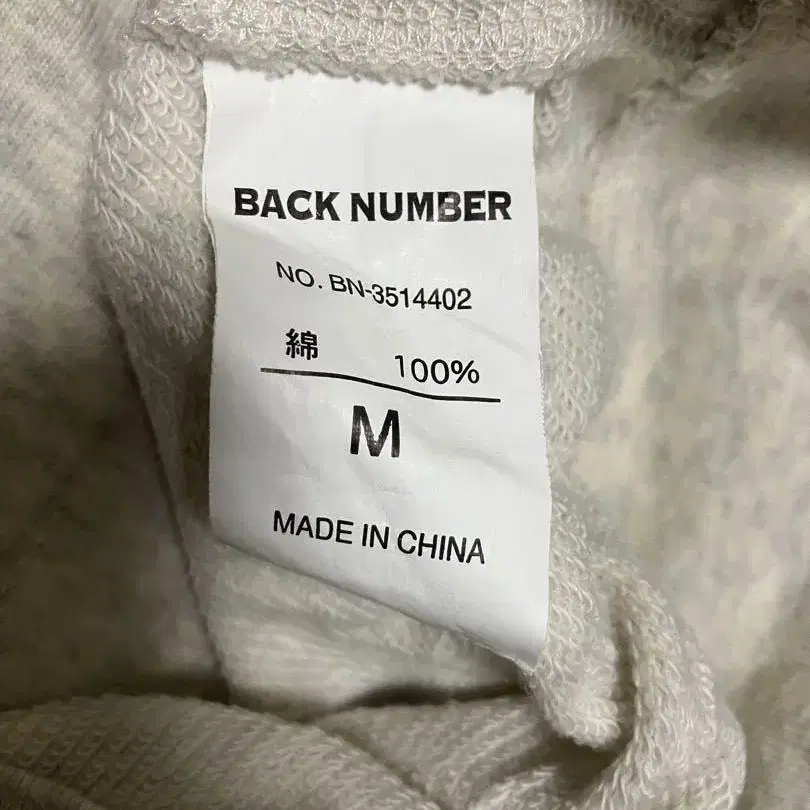 BACK NUMBER
NO. BN-3514402
綿 100%
M
MADE IN CHINA